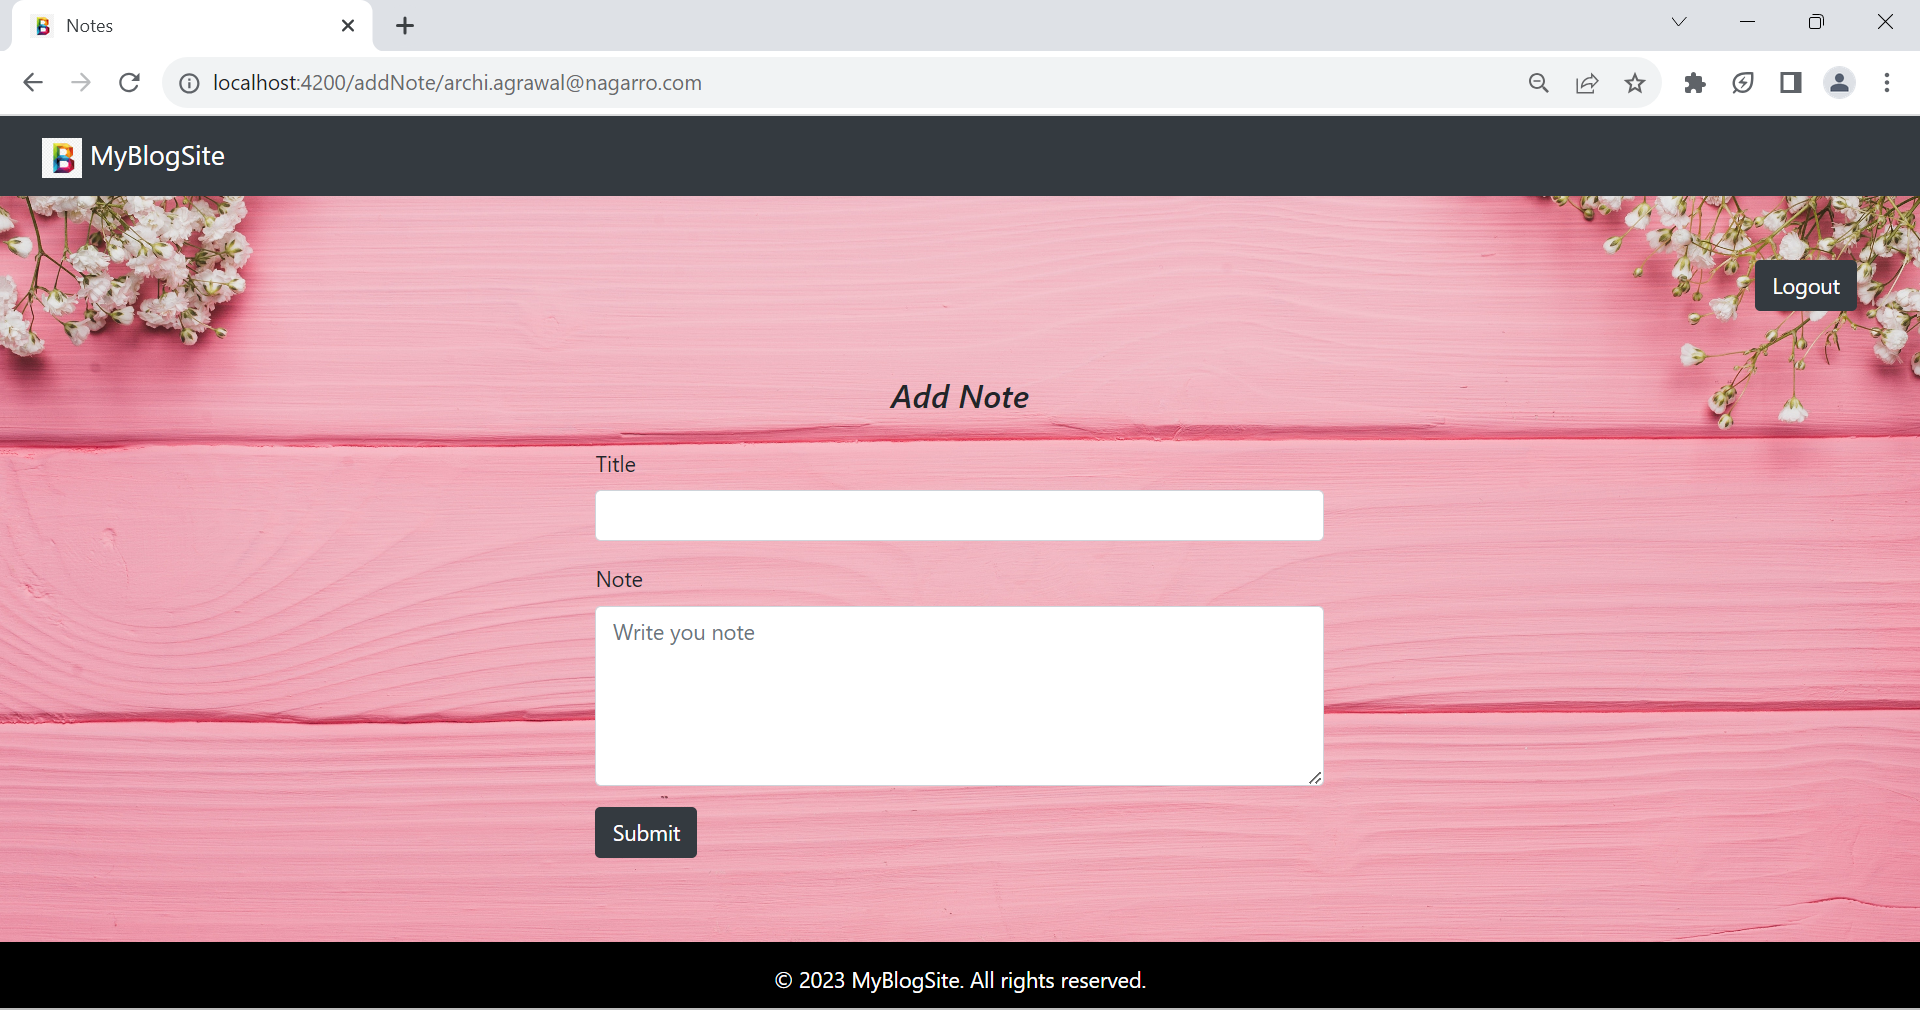 Notes
localhost:4200/addNote/archi.agrawal@nagarro.com
B MyBlogSite
Logout
Add Note
Title
Note
Write you note
Submit
© 2023 MyBlogSite. All rights reserved.